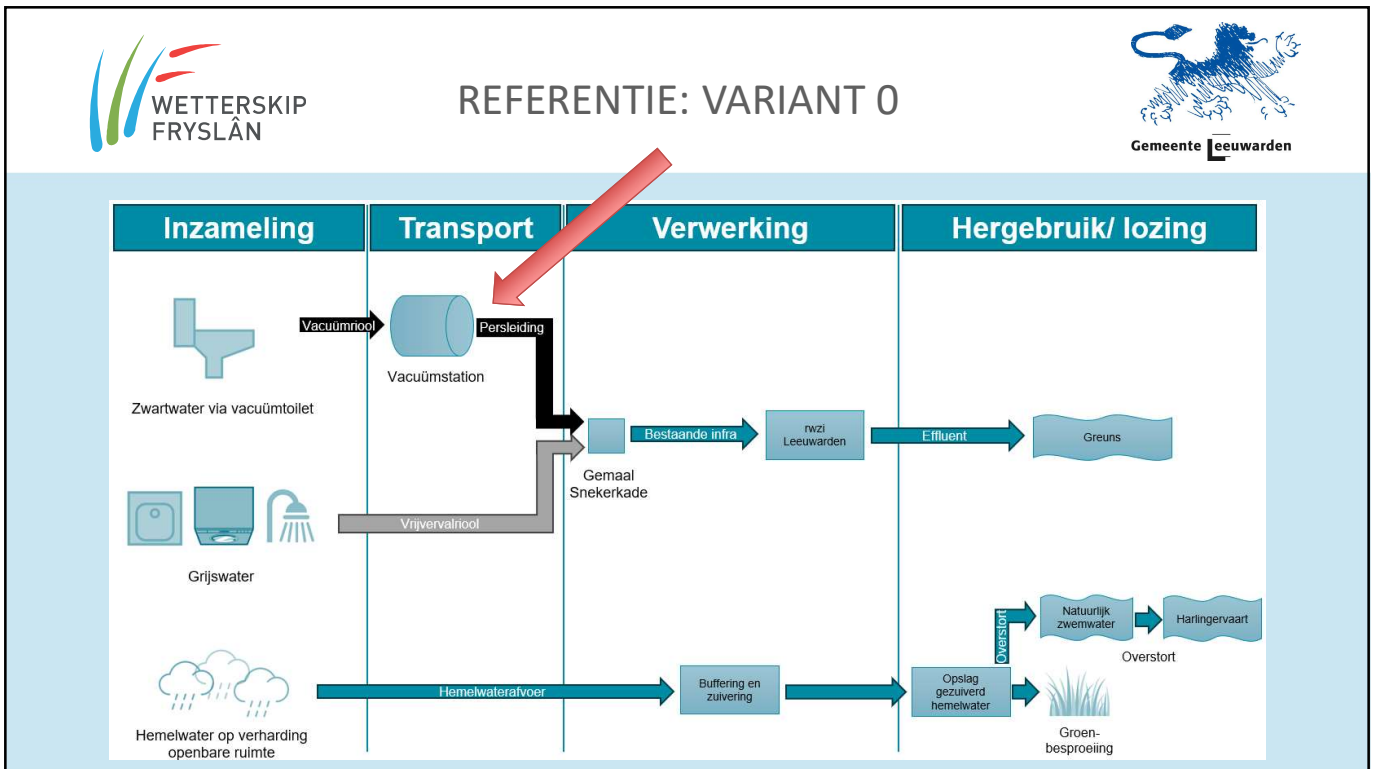 WETTERSKIP
FRYSLÂN
REFERENTIE: VARIANT 0
Gemeente Leeuwarden
Inzameling
Transport
Verwerking
Hergebruik/ lozing
Vacuümriool
Persleiding
Vacuümstation
Zwartwater via vacuümtoilet
Bestaande infra
rwzi
Leeuwarden
Effluent
Greuns
Gemaal
Snekerkade
Vrijvervalriool
Grijswater
Overstort
Natuurlijk
zwemwater
Harlingervaart
Overstort
Hemelwaterafvoer
Buffering en
zuivering
Opslag
gezuiverd
hemelwater
Groen-
besproeiing
Hemelwater op verharding
openbare ruimte